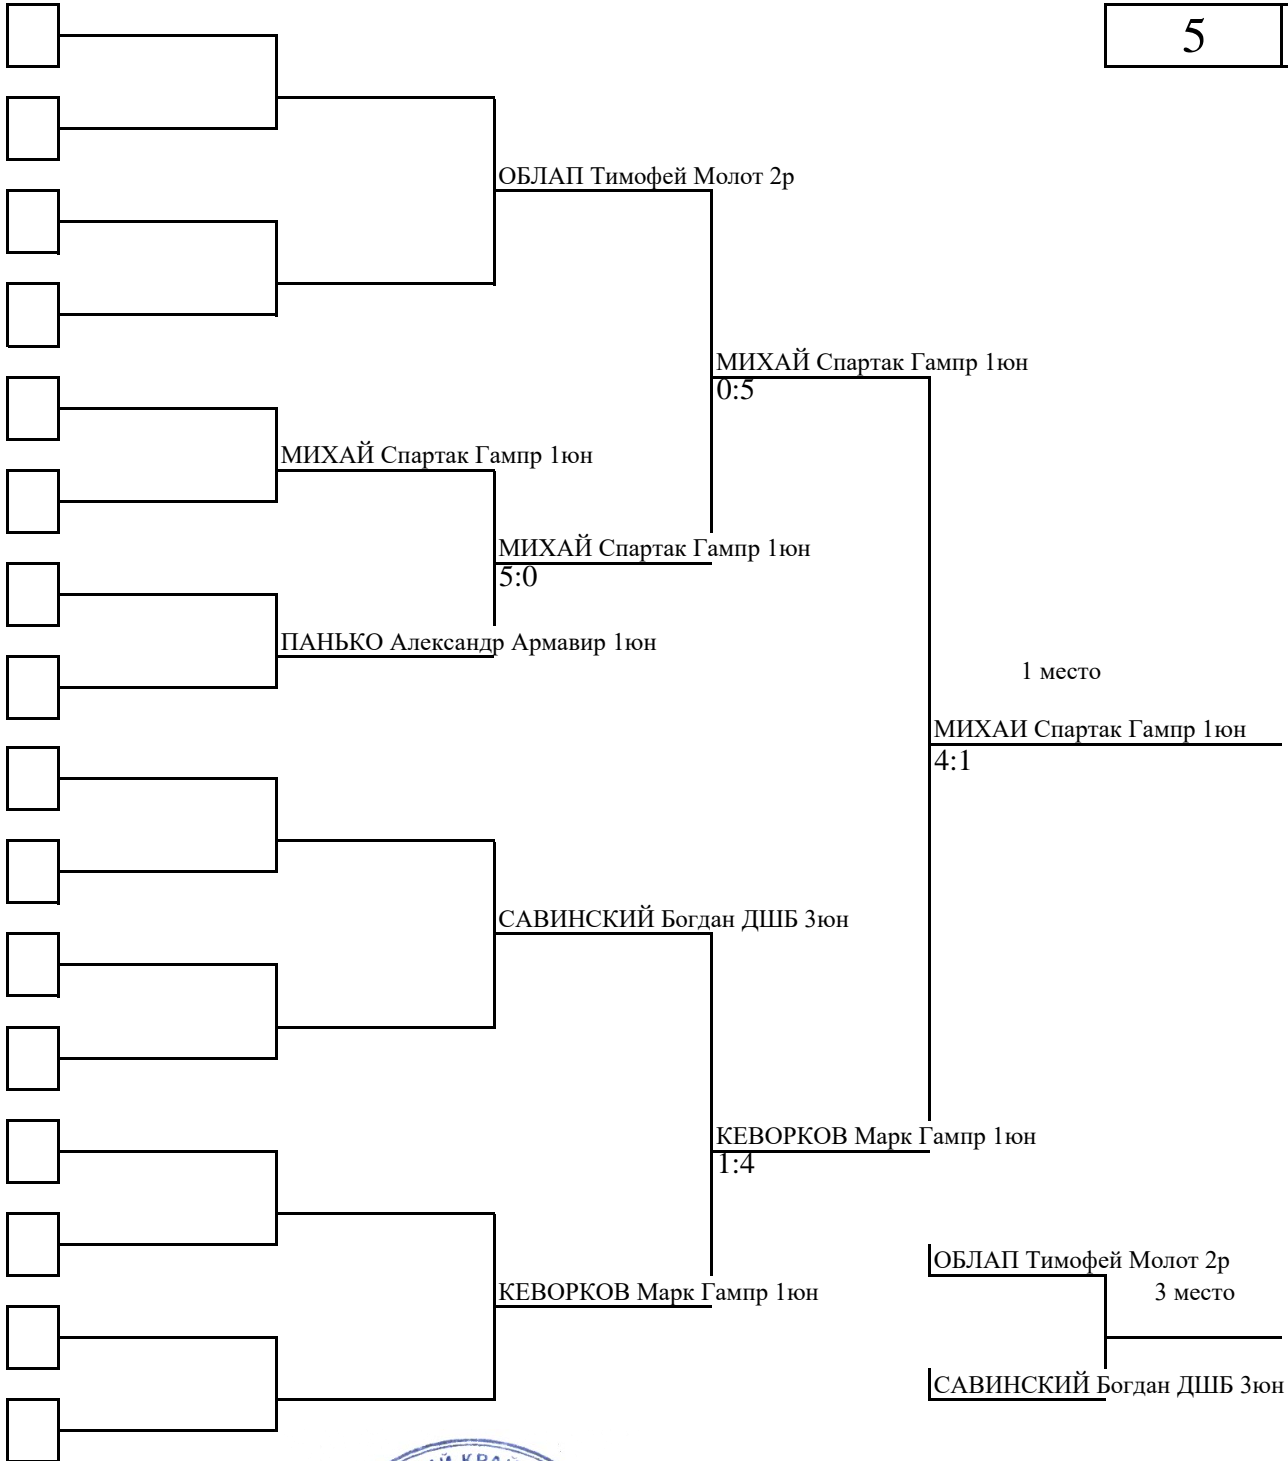 5
ОБЛАП Тимофей Молот 2р
МИХАЙ Спартак Гампр 1юн
0:5
МИХАЙ Спартак Гампр 1юн
МИХАЙ Спартак Гампр 1юн
5:0
ПАНЬКО Александр Армавир 1юн
1 место
МИХАИ Спартак Гампр 1юн
4:1
САВИНСКИЙ Богдан ДШБ 3юн
КЕВОРКОВ Марк Гампр 1юн
1:4
ОБЛАП Тимофей Молот 2р
КЕВОРКОВ Марк Гампр 1юн
3 место
САВИНСКИЙ Богдан ДШБ 3юн